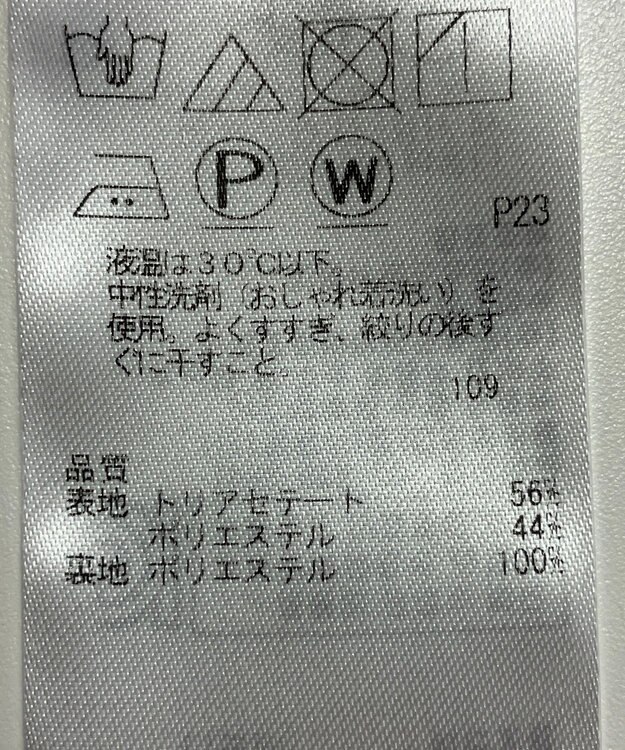 P W
P23
液温は30℃以下。
中性洗剤（おしゃれ着洗い）を
使用。よくすすぎ、絞りの後す
ぐに干すこと。
109
品質
表地 トリアセテート 56%
ポリエステル 44%
裏地 ポリエステル 100%